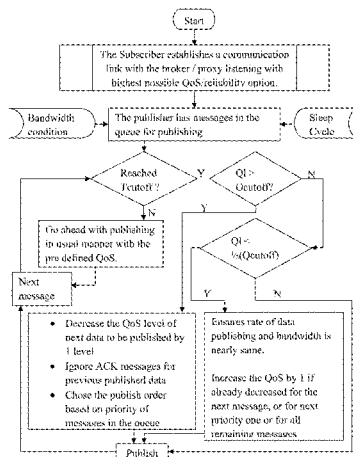 Start
The Subscriber establishes a communication
link with the broker / proxy listening with
highest possible QoS/reliability option.
Bandwidth
condition
The publisher has messages in the
queue for publishing
Sleep
Cycle
Reached
Tcutoff?
Y
Ql >
Qcutoff?
N
N
Y
Go ahead with publishing
in usual manner with the
pre defined QoS.
Ql <
½(Qcutoff)
Next
message
Y
N
• Decrease the QoS level of
next data to be published by
1 level
• Ignore ACK messages for
previous published data
• Chose the publish order
based on priority of
messages in the queue
Ensures rate of data
publishing and bandwidth is
nearly same.
Increase the QoS by 1 if
already decreased for the
next message, or for next
priority one or for all
remaining messages
Publish